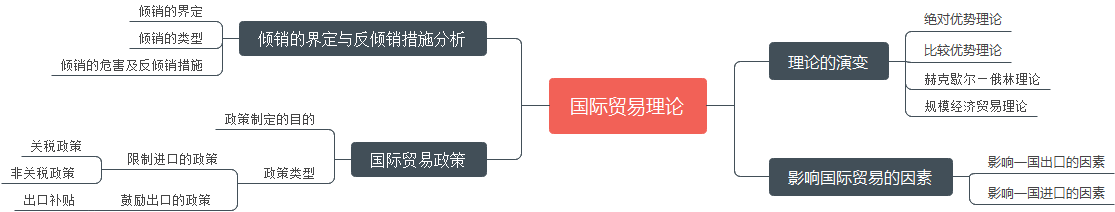 国际贸易理论
理论的演变
绝对优势理论
比较优势理论
赫克歇尔－俄林理论
规模经济贸易理论
影响国际贸易的因素
影响一国出口的因素
影响一国进口的因素
倾销的界定与反倾销措施分析
倾销的界定
倾销的类型
倾销的危害及反倾销措施
国际贸易政策
政策制定的目的
政策类型
限制进口的政策
关税政策
非关税政策
鼓励出口的政策
出口补贴